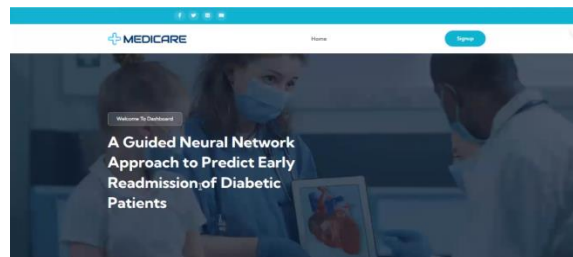 MEDICARE
Home
Signup
Welcome To Dashboard
A Guided Neural Network
Approach to Predict Early
Readmission of Diabetic
Patients